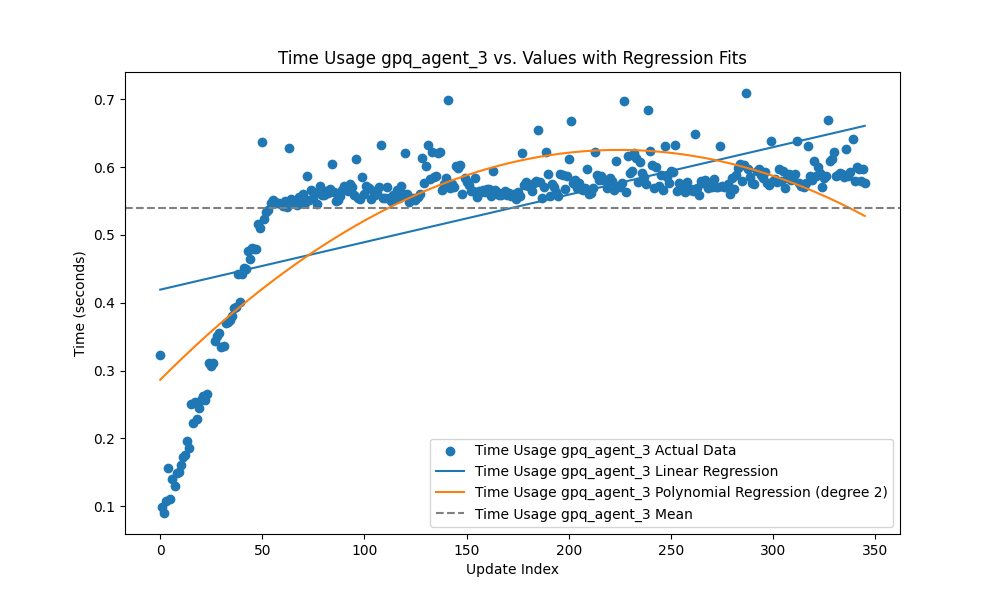 Time Usage gpq_agent_3 vs. Values with Regression Fits
Time (seconds)
0.7
0.6
0.5
0.4
0.3
0.2
0.1
Time Usage gpq_agent_3 Actual Data
Time Usage gpq_agent_3 Linear Regression
Time Usage gpq_agent_3 Polynomial Regression (degree 2)
Time Usage gpq_agent_3 Mean
0 50 100 150 200 250 300 350
Update Index